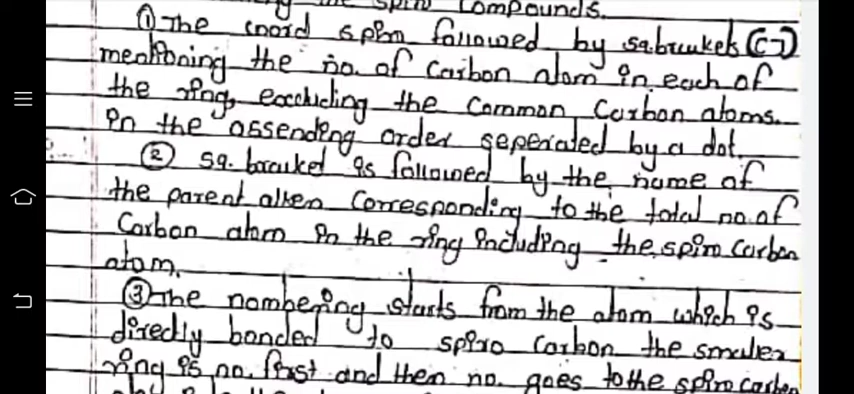 the spiro compounds.
① The word spiro followed by sq. brackets [C-]
mentioning the no. of carbon atom in each of
the ring, excluding the common carbon atoms.
in the assending order seperated by a dot.
② sq. bracket is followed by the name of
the parent alken corresponding to the total no. of
Carbon atom in the ring including the spiro carbon
atom.
③ The nombering starts from the atom which is
directly bonded to spiro carbon the smaller
ring is no. first and then no. goes to the spiro carbon